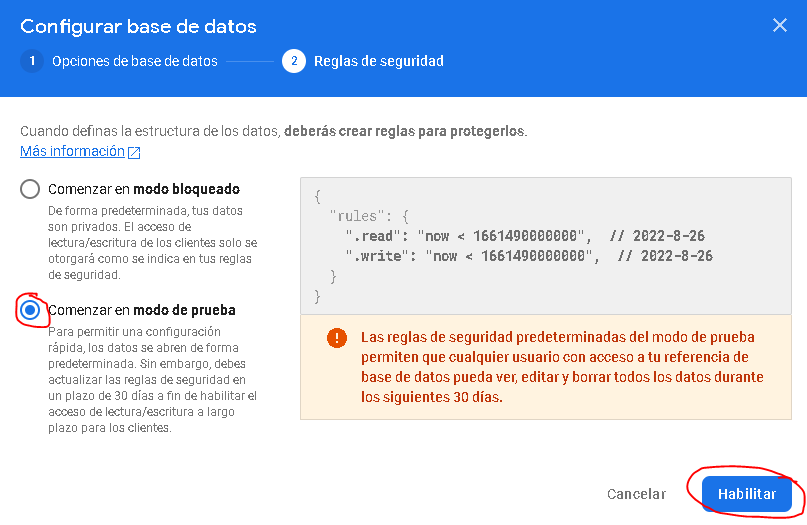 Configurar base de datos
1 Opciones de base de datos
2 Reglas de seguridad
Cuando definas la estructura de los datos, deberás crear reglas para protegerlos.
Más información
Comenzar en modo bloqueado
De forma predeterminada, tus datos
son privados. El acceso de
lectura/escritura de los clientes solo se
otorgará como se indica en tus reglas
de seguridad.
Comenzar en modo de prueba
Para permitir una configuración
rápida, los datos se abren de forma
predeterminada. Sin embargo, debes
actualizar las reglas de seguridad en
un plazo de 30 días a fin de habilitar el
acceso de lectura/escritura a largo
plazo para los clientes.
{
"rules": {
".read": "now < 1661490000000", // 2022-8-26
".write": "now < 1661490000000", // 2022-8-26
}
}
Las reglas de seguridad predeterminadas del modo de prueba
permiten que cualquier usuario con acceso a tu referencia de
base de datos pueda ver, editar y borrar todos los datos durante
los siguientes 30 días.
Cancelar
Habilitar